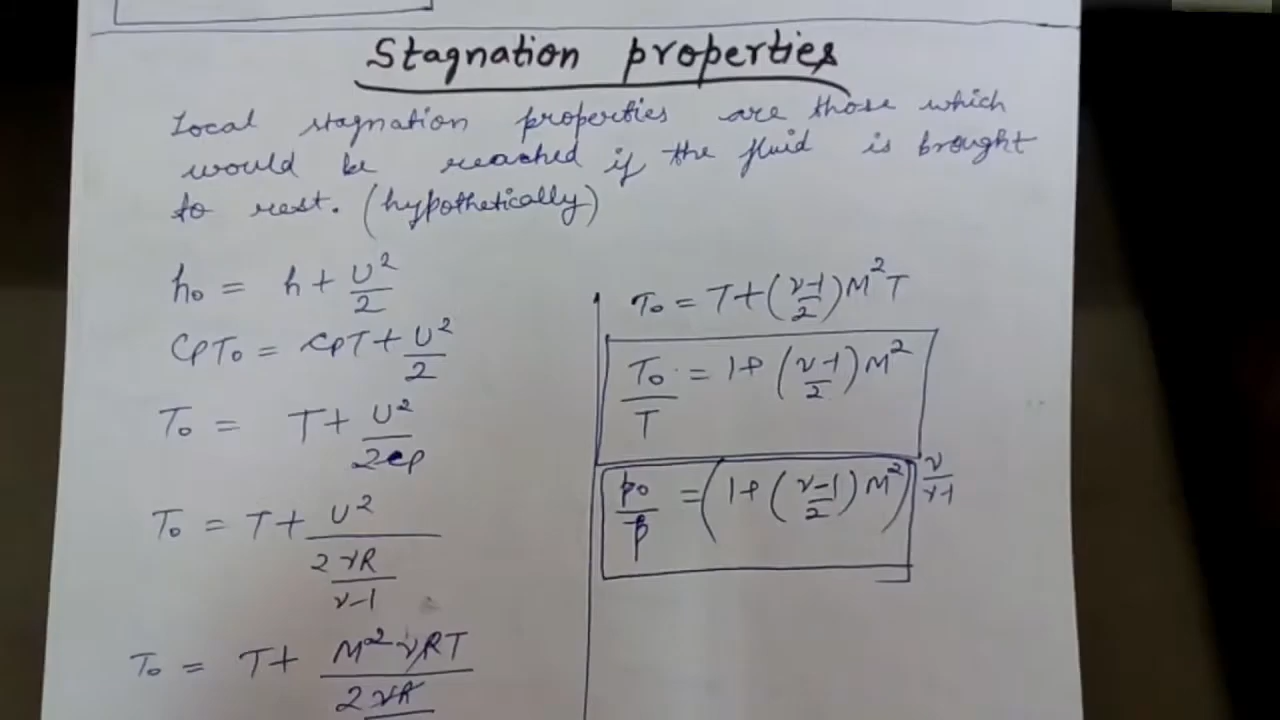 Stagnation properties
Local stagnation properties are those which
would be reached if the fluid is brought
to rest. (hypothetically)
h₀ = h + U²/2
CpT₀ = CpT + U²/2
T₀ = T + U²/2Cp
T₀ = T + U²/(2γR/(γ-1))
T₀ = T + M²γRT/2γR
T₀ = T + ((γ-1)/2)M²T
T₀/T = 1 + ((γ-1)/2)M²
p₀/p = (1 + ((γ-1)/2)M²)^(γ/(γ-1))